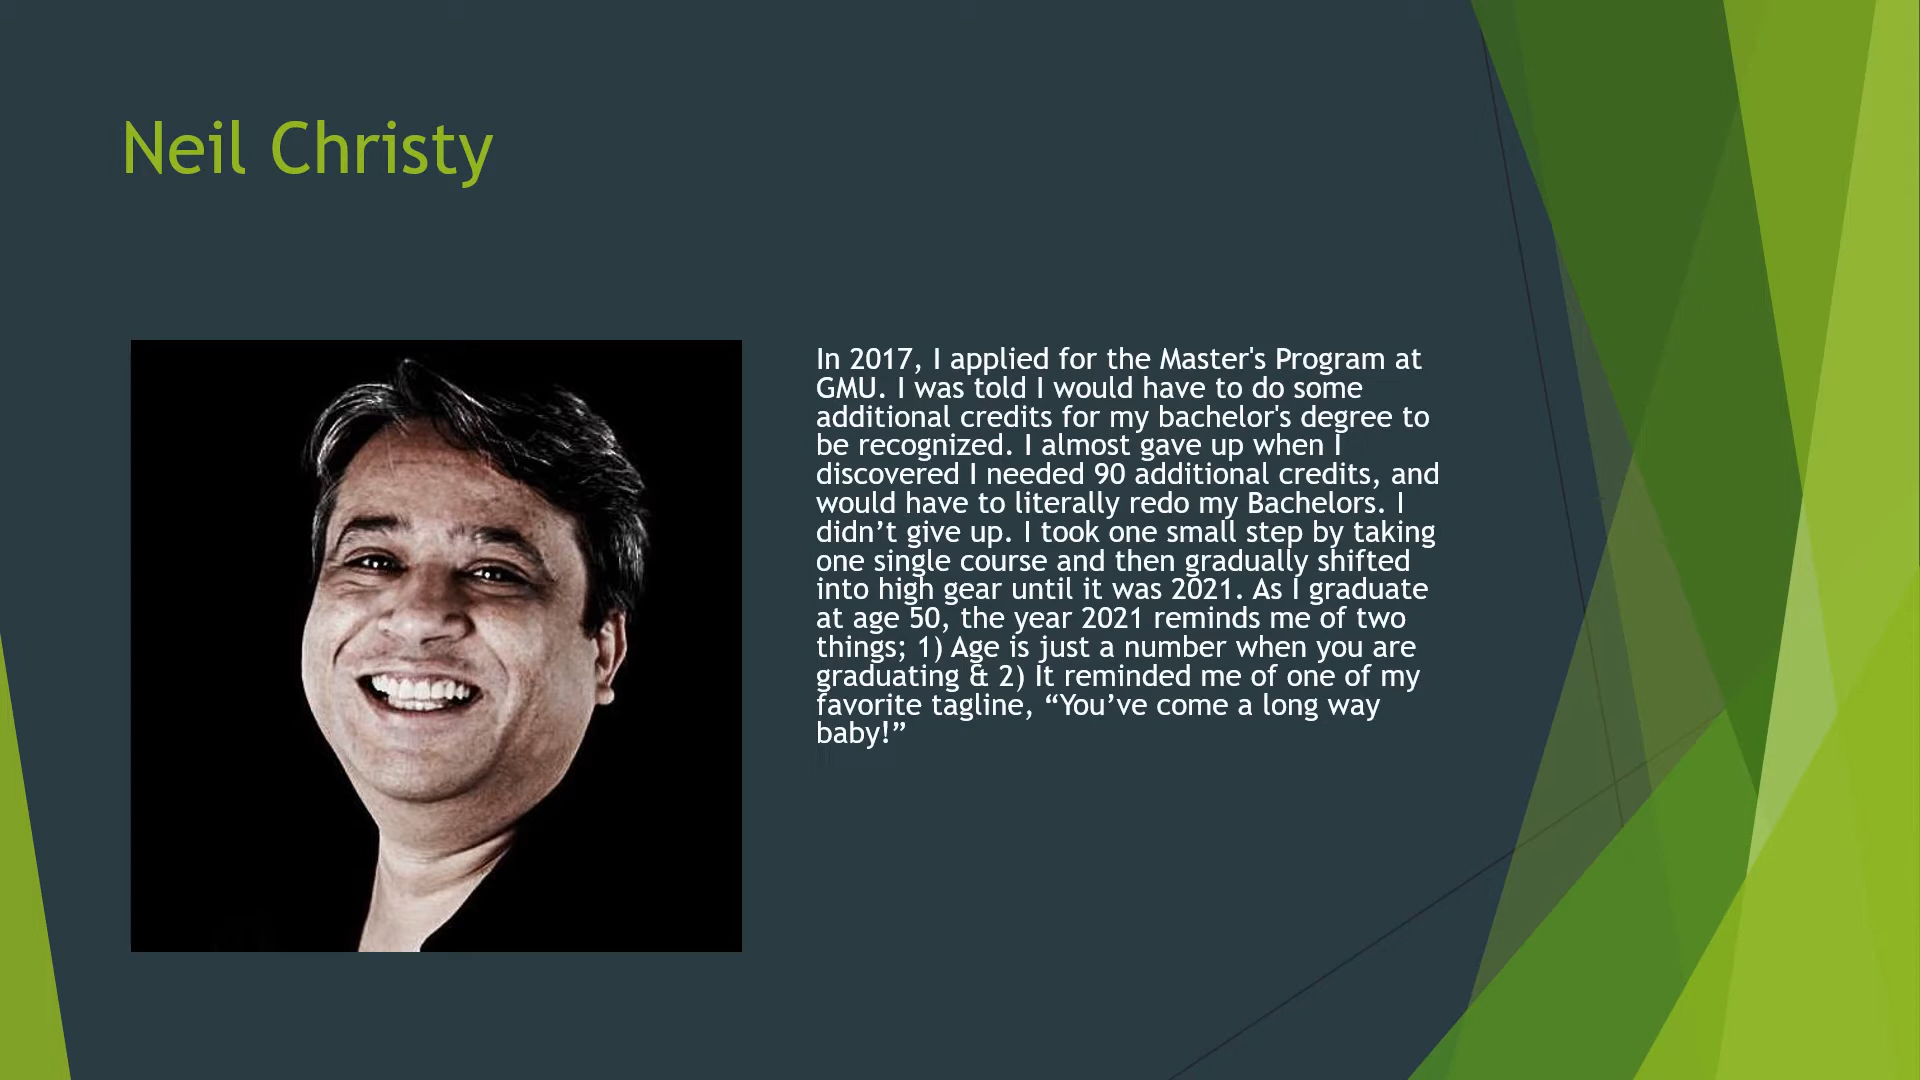 Neil Christy
In 2017, I applied for the Master's Program at
GMU. I was told I would have to do some
additional credits for my bachelor's degree to
be recognized. I almost gave up when I
discovered I needed 90 additional credits, and
would have to literally redo my Bachelors. I
didn’t give up. I took one small step by taking
one single course and then gradually shifted
into high gear until it was 2021. As I graduate
at age 50, the year 2021 reminds me of two
things; 1) Age is just a number when you are
graduating & 2) It reminded me of one of my
favorite tagline, “You’ve come a long way
baby!”